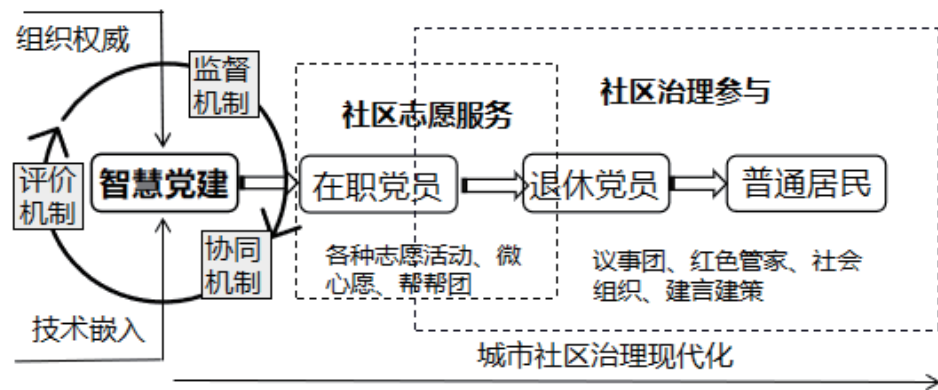 组织权威
监督
机制
社区志愿服务
社区治理参与
评价
机制
智慧党建
在职党员
退休党员
普通居民
协同
机制
各种志愿活动、微
心愿、帮帮团
议事团、红色管家、社会
组织、建言建策
技术嵌入
城市社区治理现代化